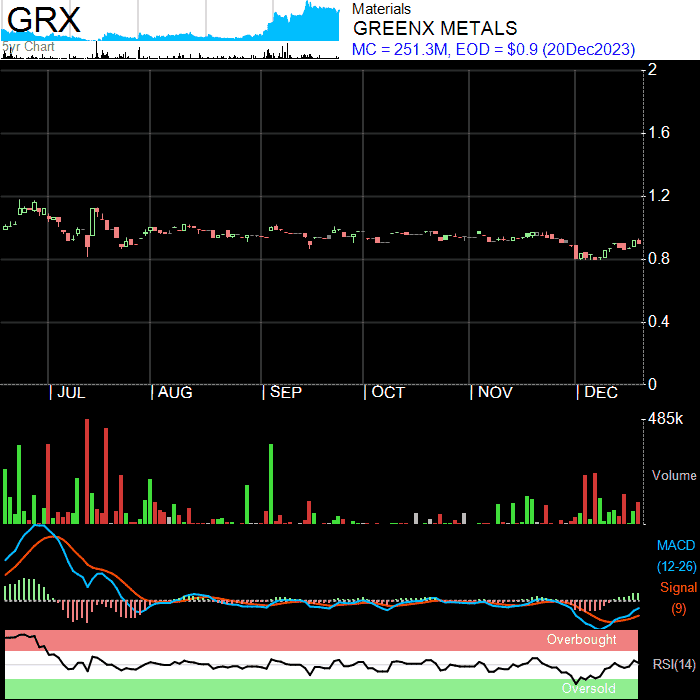 GRX
5yr Chart
Materials
GREENX METALS
MC = 251.3M, EOD = $0.9 (20Dec2023)
2
1.6
1.2
0.8
0.4
0
| JUL | AUG | SEP | OCT | NOV | DEC
485k
Volume
MACD
(12-26)
Signal
(9)
Overbought
RSI(14)
Oversold